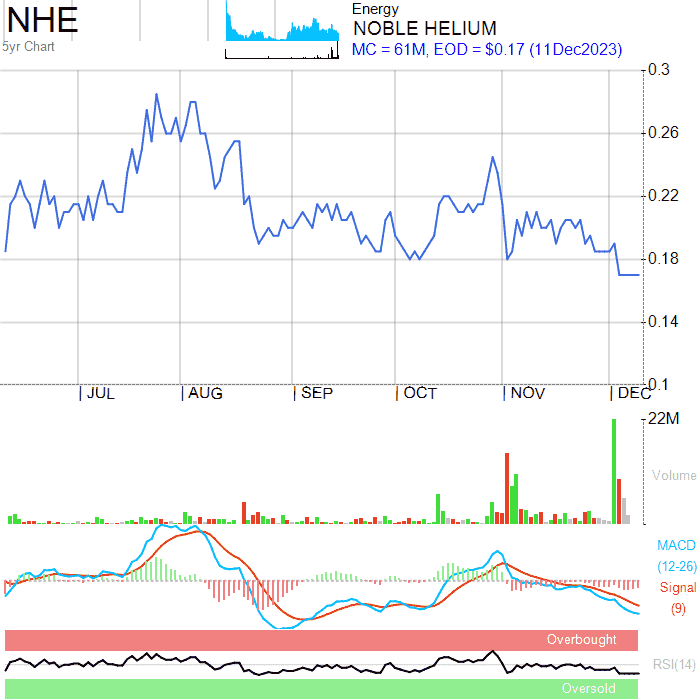 NHE
5yr Chart
Energy
NOBLE HELIUM
MC = 61M, EOD = $0.17 (11Dec2023)
0.3
0.26
0.22
0.18
0.14
0.1
JUL AUG SEP OCT NOV DEC
22M
Volume
MACD
(12-26)
Signal
(9)
Overbought
RSI(14)
Oversold